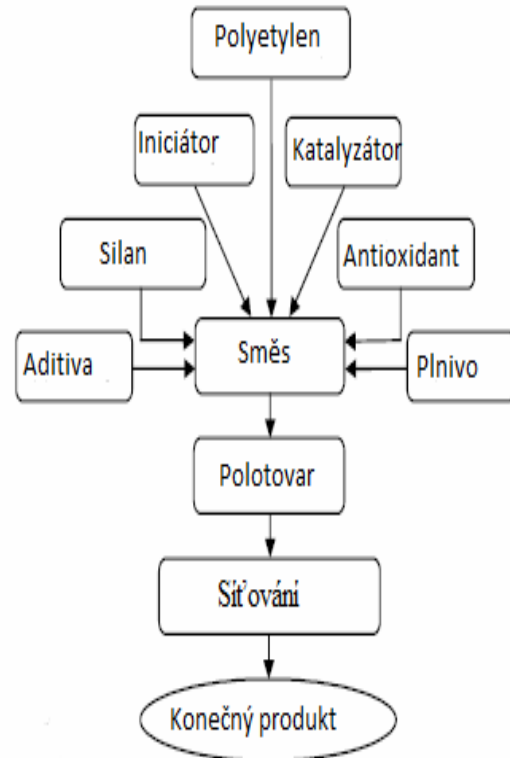 Polyetylen
Iniciátor
Katalyzátor
Silan
Antioxidant
Aditiva
Směs
Plnivo
Polotovar
Síťování
Konečný produkt